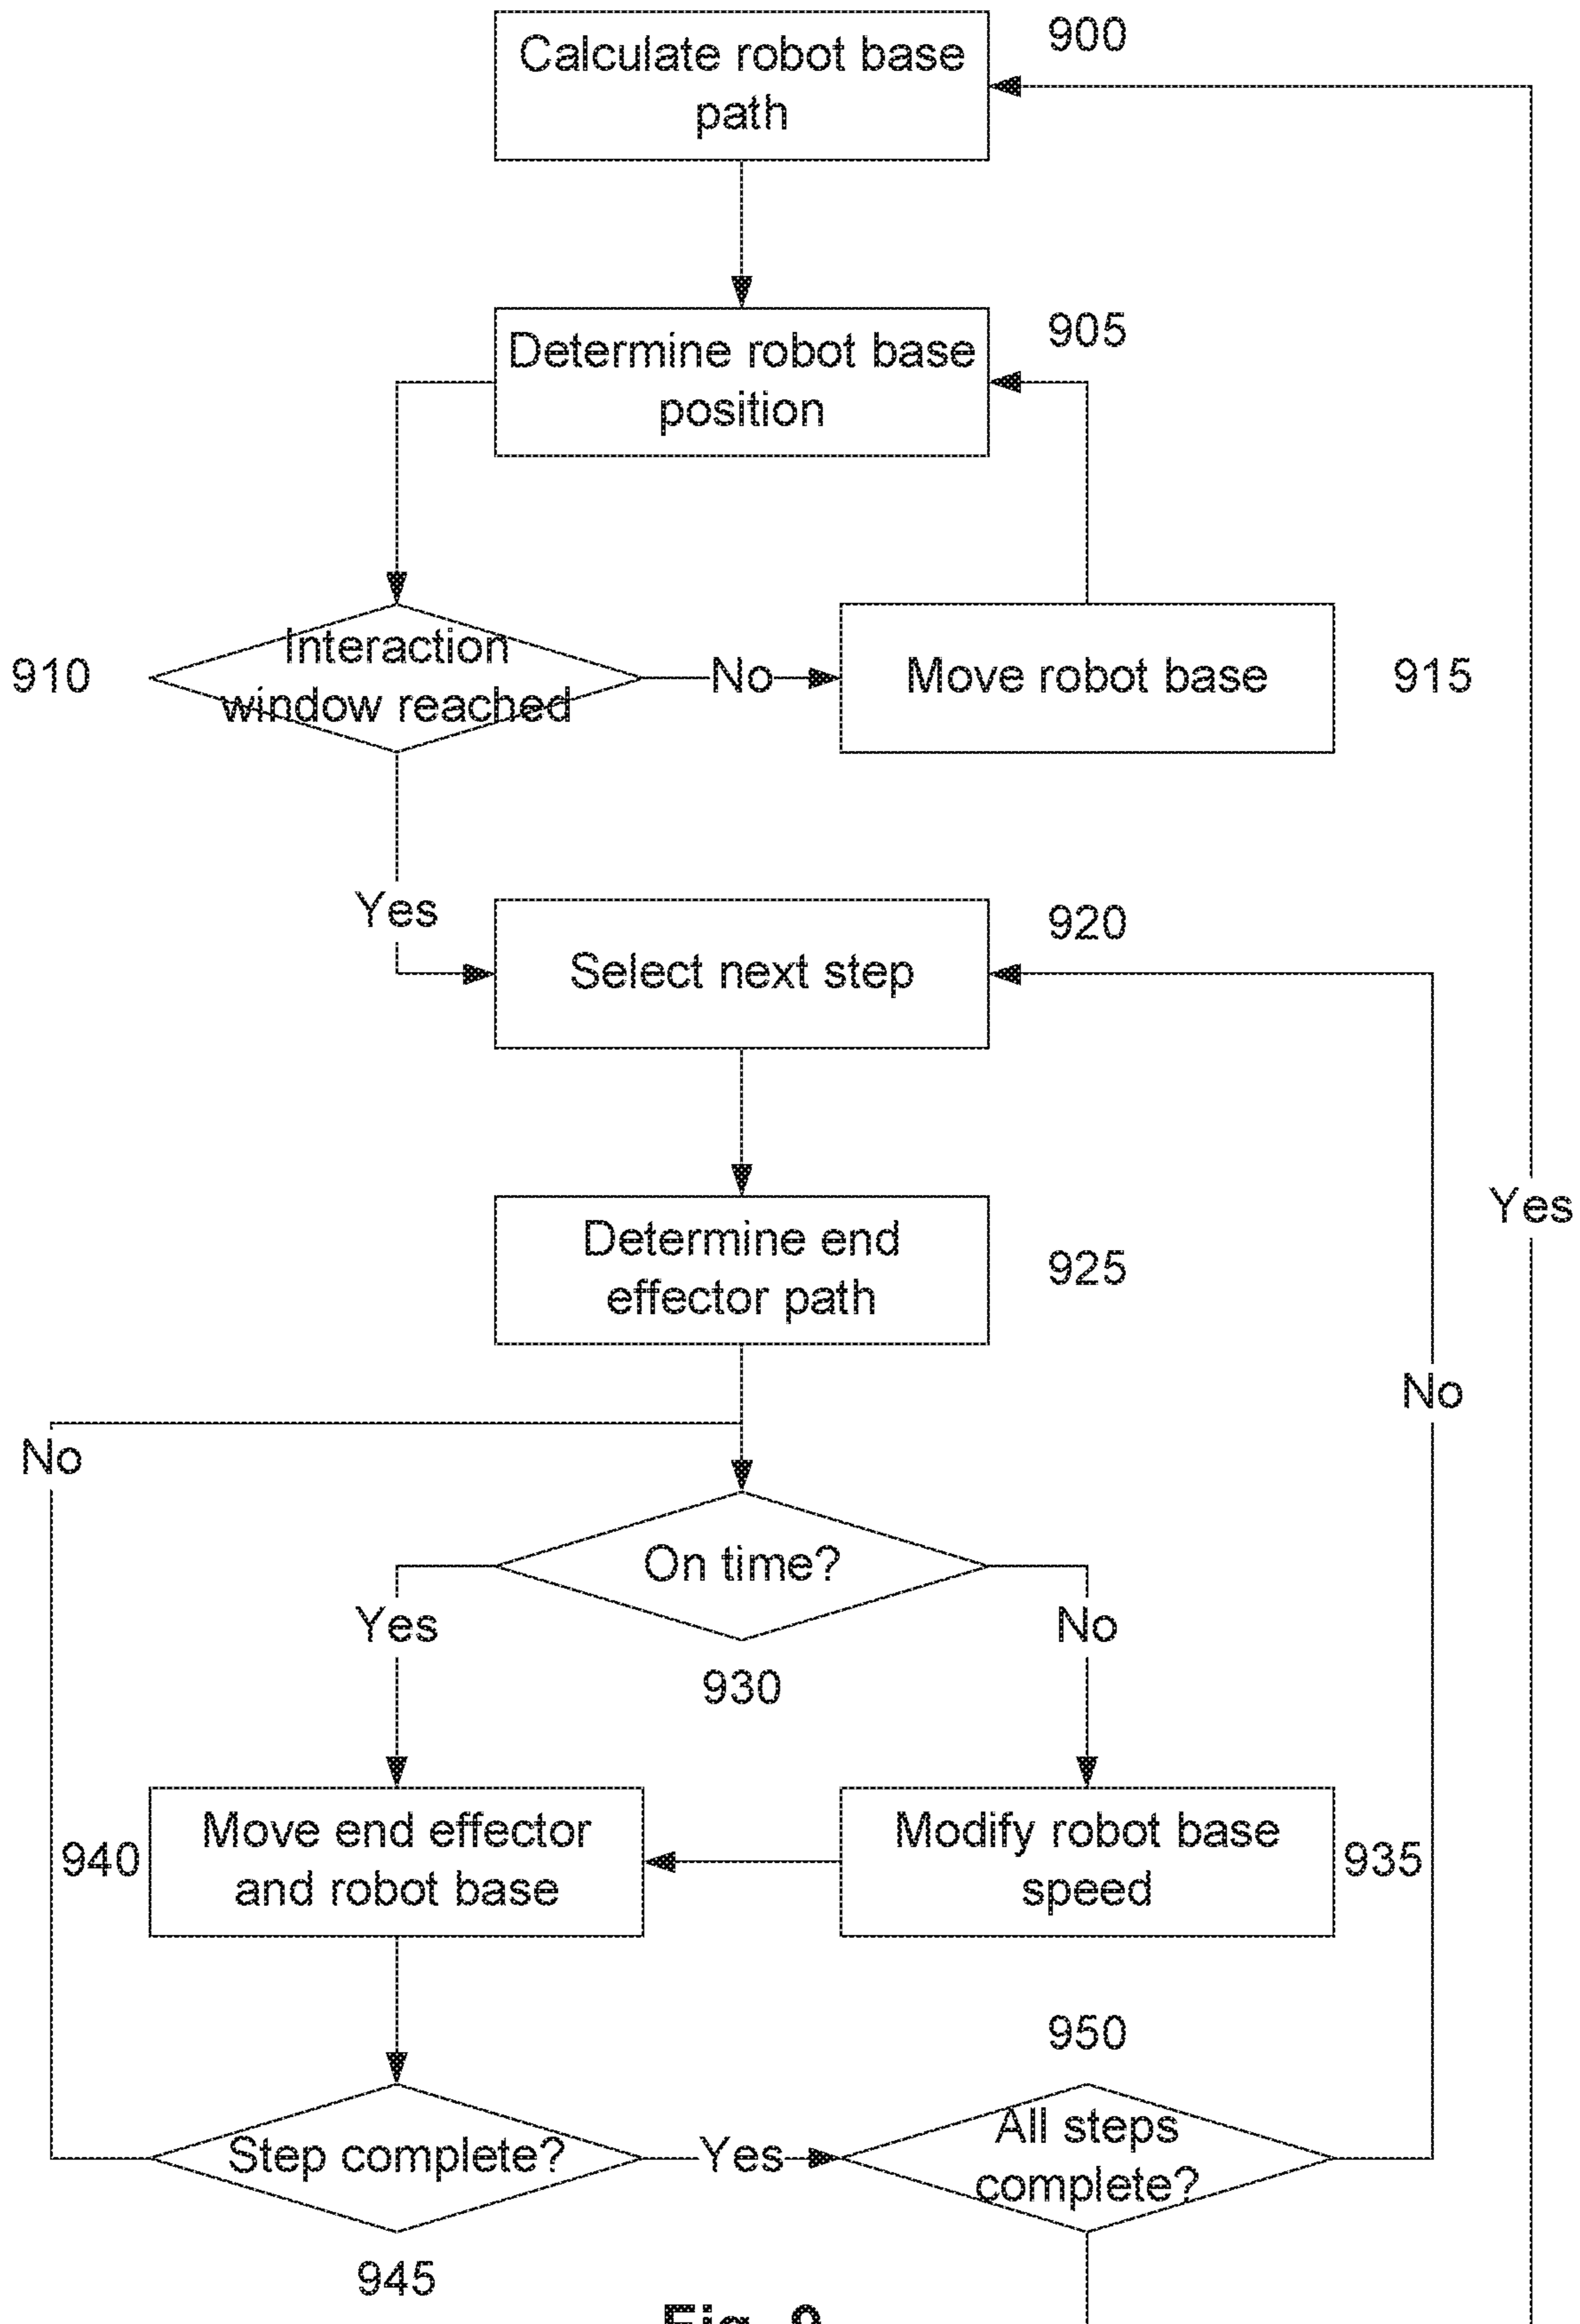 Calculate robot base
path
900
Determine robot base
position
905
Interaction
window reached
910
No
Move robot base
915
Yes
Select next step
920
Determine end
effector path
925
Yes
No
No
On time?
Yes
No
930
Move end effector
and robot base
940
Modify robot base
speed
935
950
Step complete?
Yes
All steps
complete?
945
Fig. 9